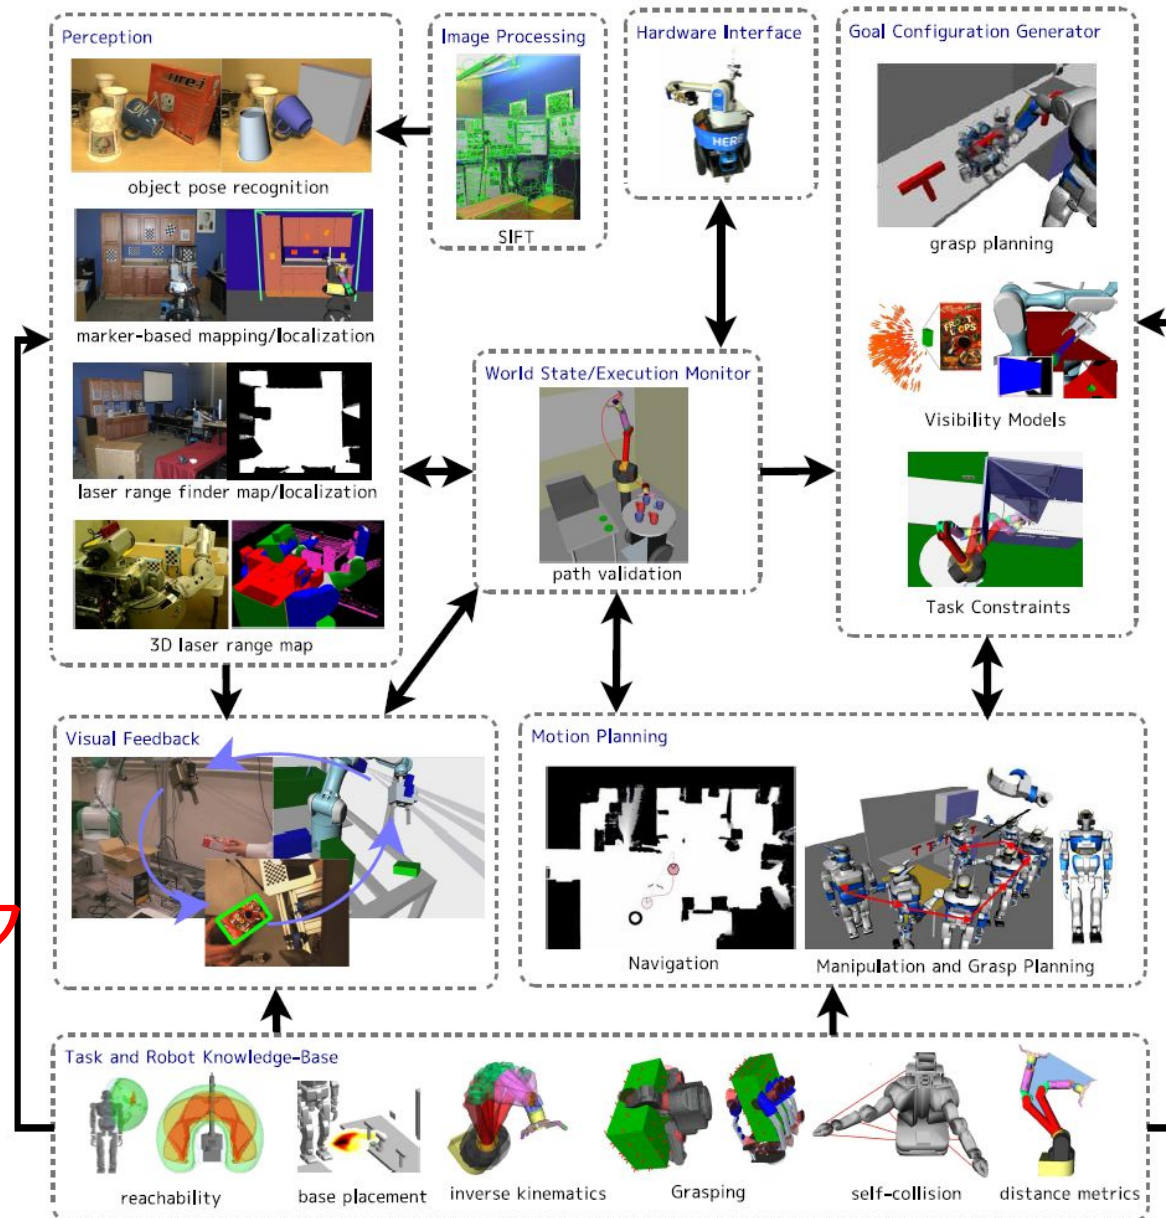 Perception
object pose recognition
marker-based mapping/localization
laser range finder map/localization
3D laser range map
Image Processing
SIFT
Hardware Interface
HERB
Goal Configuration Generator
grasp planning
FROOT
LOOPS
Visibility Models
Task Constraints
World State/Execution Monitor
path validation
Visual Feedback
Motion Planning
Navigation
Manipulation and Grasp Planning
Task and Robot Knowledge-Base
reachability
base placement
inverse kinematics
Grasping
self-collision
distance metrics